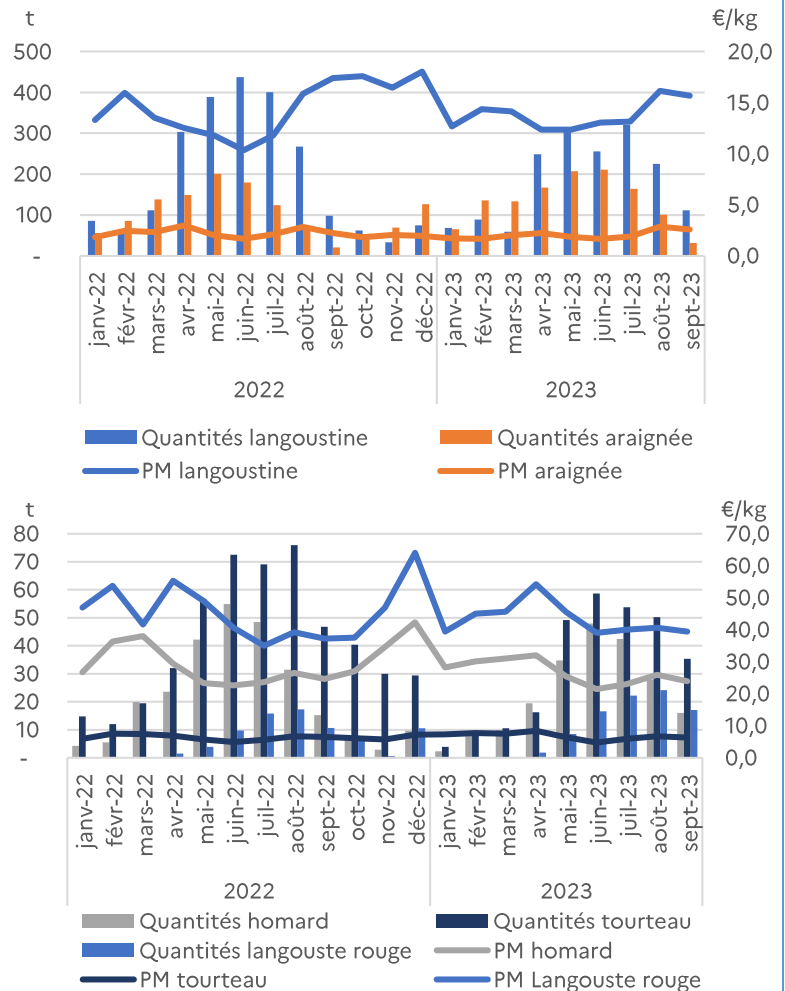 t €/kg
500 20,0
400 15,0
300 10,0
200
100 5,0
- 0,0
janv-22 févr-22 mars-22 avr-22 mai-22 juin-22 juil-22 août-22 sept-22 oct-22 nov-22 déc-22 janv-23 févr-23 mars-23 avr-23 mai-23 juin-23 juil-23 août-23 sept-23
2022 2023
Quantités langoustine Quantités araignée
PM langoustine PM araignée
t €/kg
80 70,0
70 60,0
60 50,0
50 40,0
40
30 30,0
20 20,0
10 10,0
- 0,0
janv-22 févr-22 mars-22 avr-22 mai-22 juin-22 juil-22 août-22 sept-22 oct-22 nov-22 déc-22 janv-23 févr-23 mars-23 avr-23 mai-23 juin-23 juil-23 août-23 sept-23
2022 2023
Quantités homard Quantités tourteau
Quantités langouste rouge PM homard
PM tourteau PM Langouste rouge